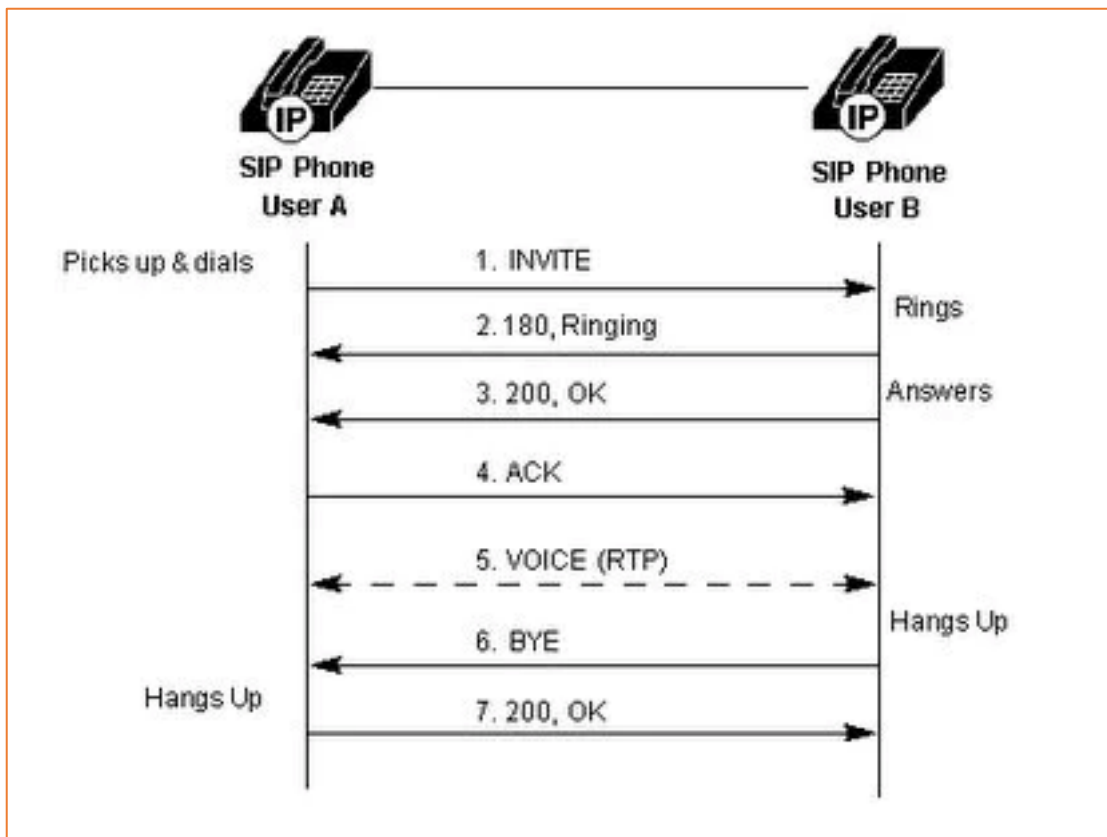 IP
IP
SIP Phone
User A
SIP Phone
User B
Picks up & dials
1. INVITE
Rings
2. 180, Ringing
3. 200, OK
Answers
4. ACK
5. VOICE (RTP)
Hangs Up
6. BYE
Hangs Up
7. 200, OK